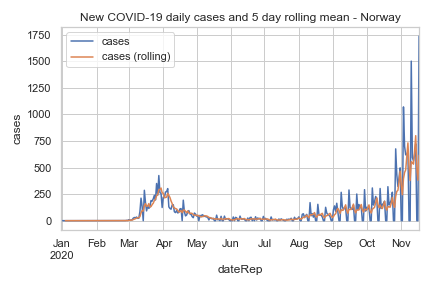 New COVID-19 daily cases and 5 day rolling mean - Norway
cases
cases (rolling)
1750
1500
1250
1000
750
500
250
0
cases
Jan Feb Mar Apr May Jun Jul Aug Sep Oct Nov
2020
dateRep